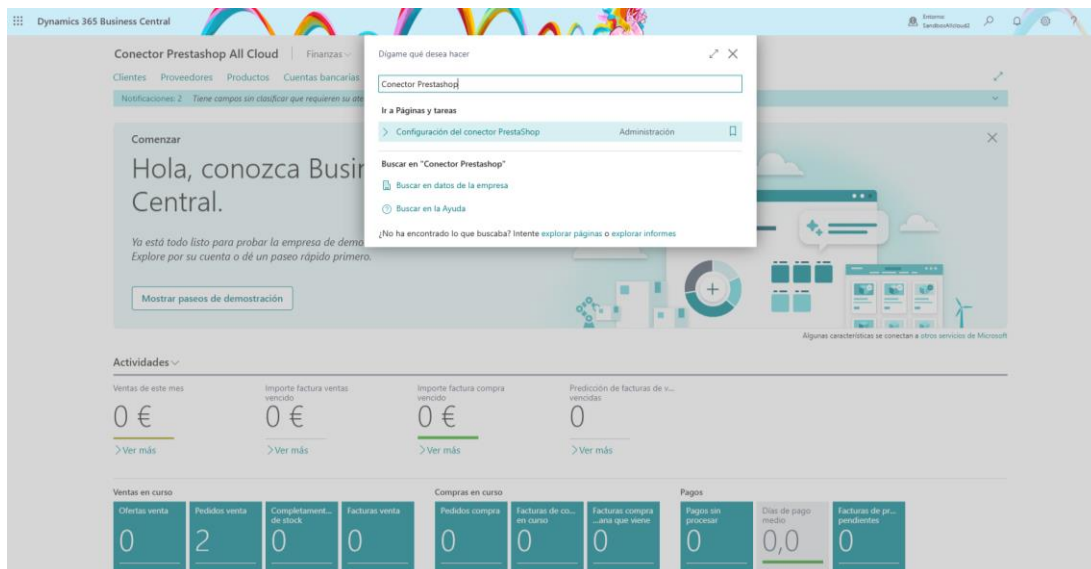 Dynamics 365 Business Central
Entorno:
SandboxAllcloud2
Conector Prestashop All Cloud
Finanzas
Clientes Proveedores Productos Cuentas bancarias
Notificaciones: 2 Tiene campos sin clasificar que requieren su ate
Dígame qué desea hacer
Conector Prestashop
Ir a Páginas y tareas
Configuración del conector PrestaShop Administración
Buscar en "Conector Prestashop"
Buscar en datos de la empresa
Buscar en la Ayuda
¿No ha encontrado lo que buscaba? Intente explorar páginas o explorar informes
Comenzar
Hola, conozca Busin
Central.
Ya está todo listo para probar la empresa de demo
Explore por su cuenta o dé un paseo rápido primero.
Mostrar pasos de demostración
Algunas características se conectan a otros servicios de Microsoft
Actividades
Ventas de este mes
0 €
Ver más
Importe factura ventas
vencido
0 €
Ver más
Importe factura compra
vencido
0 €
Ver más
Predicción de facturas de v...
vencidas
0
Ver más
Ventas en curso
Ofertas venta
0
Pedidos venta
2
Completament...
de stock
0
Facturas venta
0
Compras en curso
Pedidos compra
0
Facturas de co...
en curso
0
Facturas compra
...ana que viene
0
Pagos
Pagos sin
procesar
0
Días de pago
medio
0,0
Facturas de pr...
pendientes
0